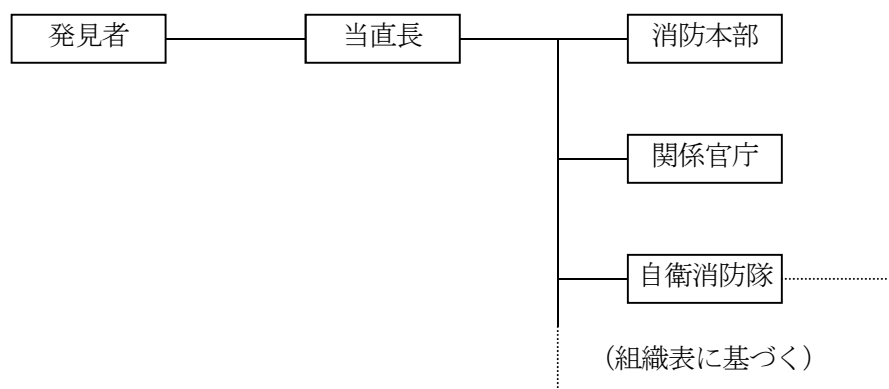 発見者
当直長
消防本部
関係官庁
自衛消防隊
（組織表に基づく）